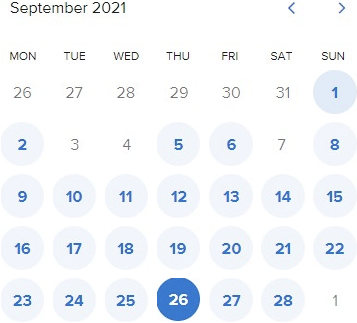 September 2021
MON TUE WED THU FRI SAT SUN
26 27 28 29 30 31 1
2 3 4 5 6 7 8
9 10 11 12 13 14 15
16 17 18 19 20 21 22
23 24 25 26 27 28 1